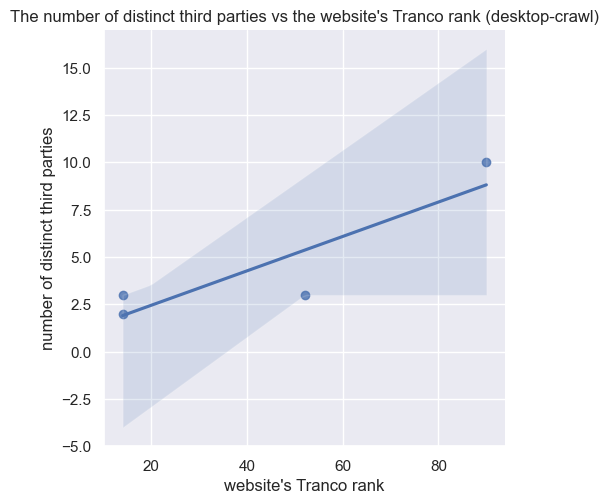 The number of distinct third parties vs the website's Tranco rank (desktop-crawl)
15.0
12.5
10.0
7.5
5.0
2.5
0.0
−2.5
−5.0
number of distinct third parties
20 40 60 80
website's Tranco rank